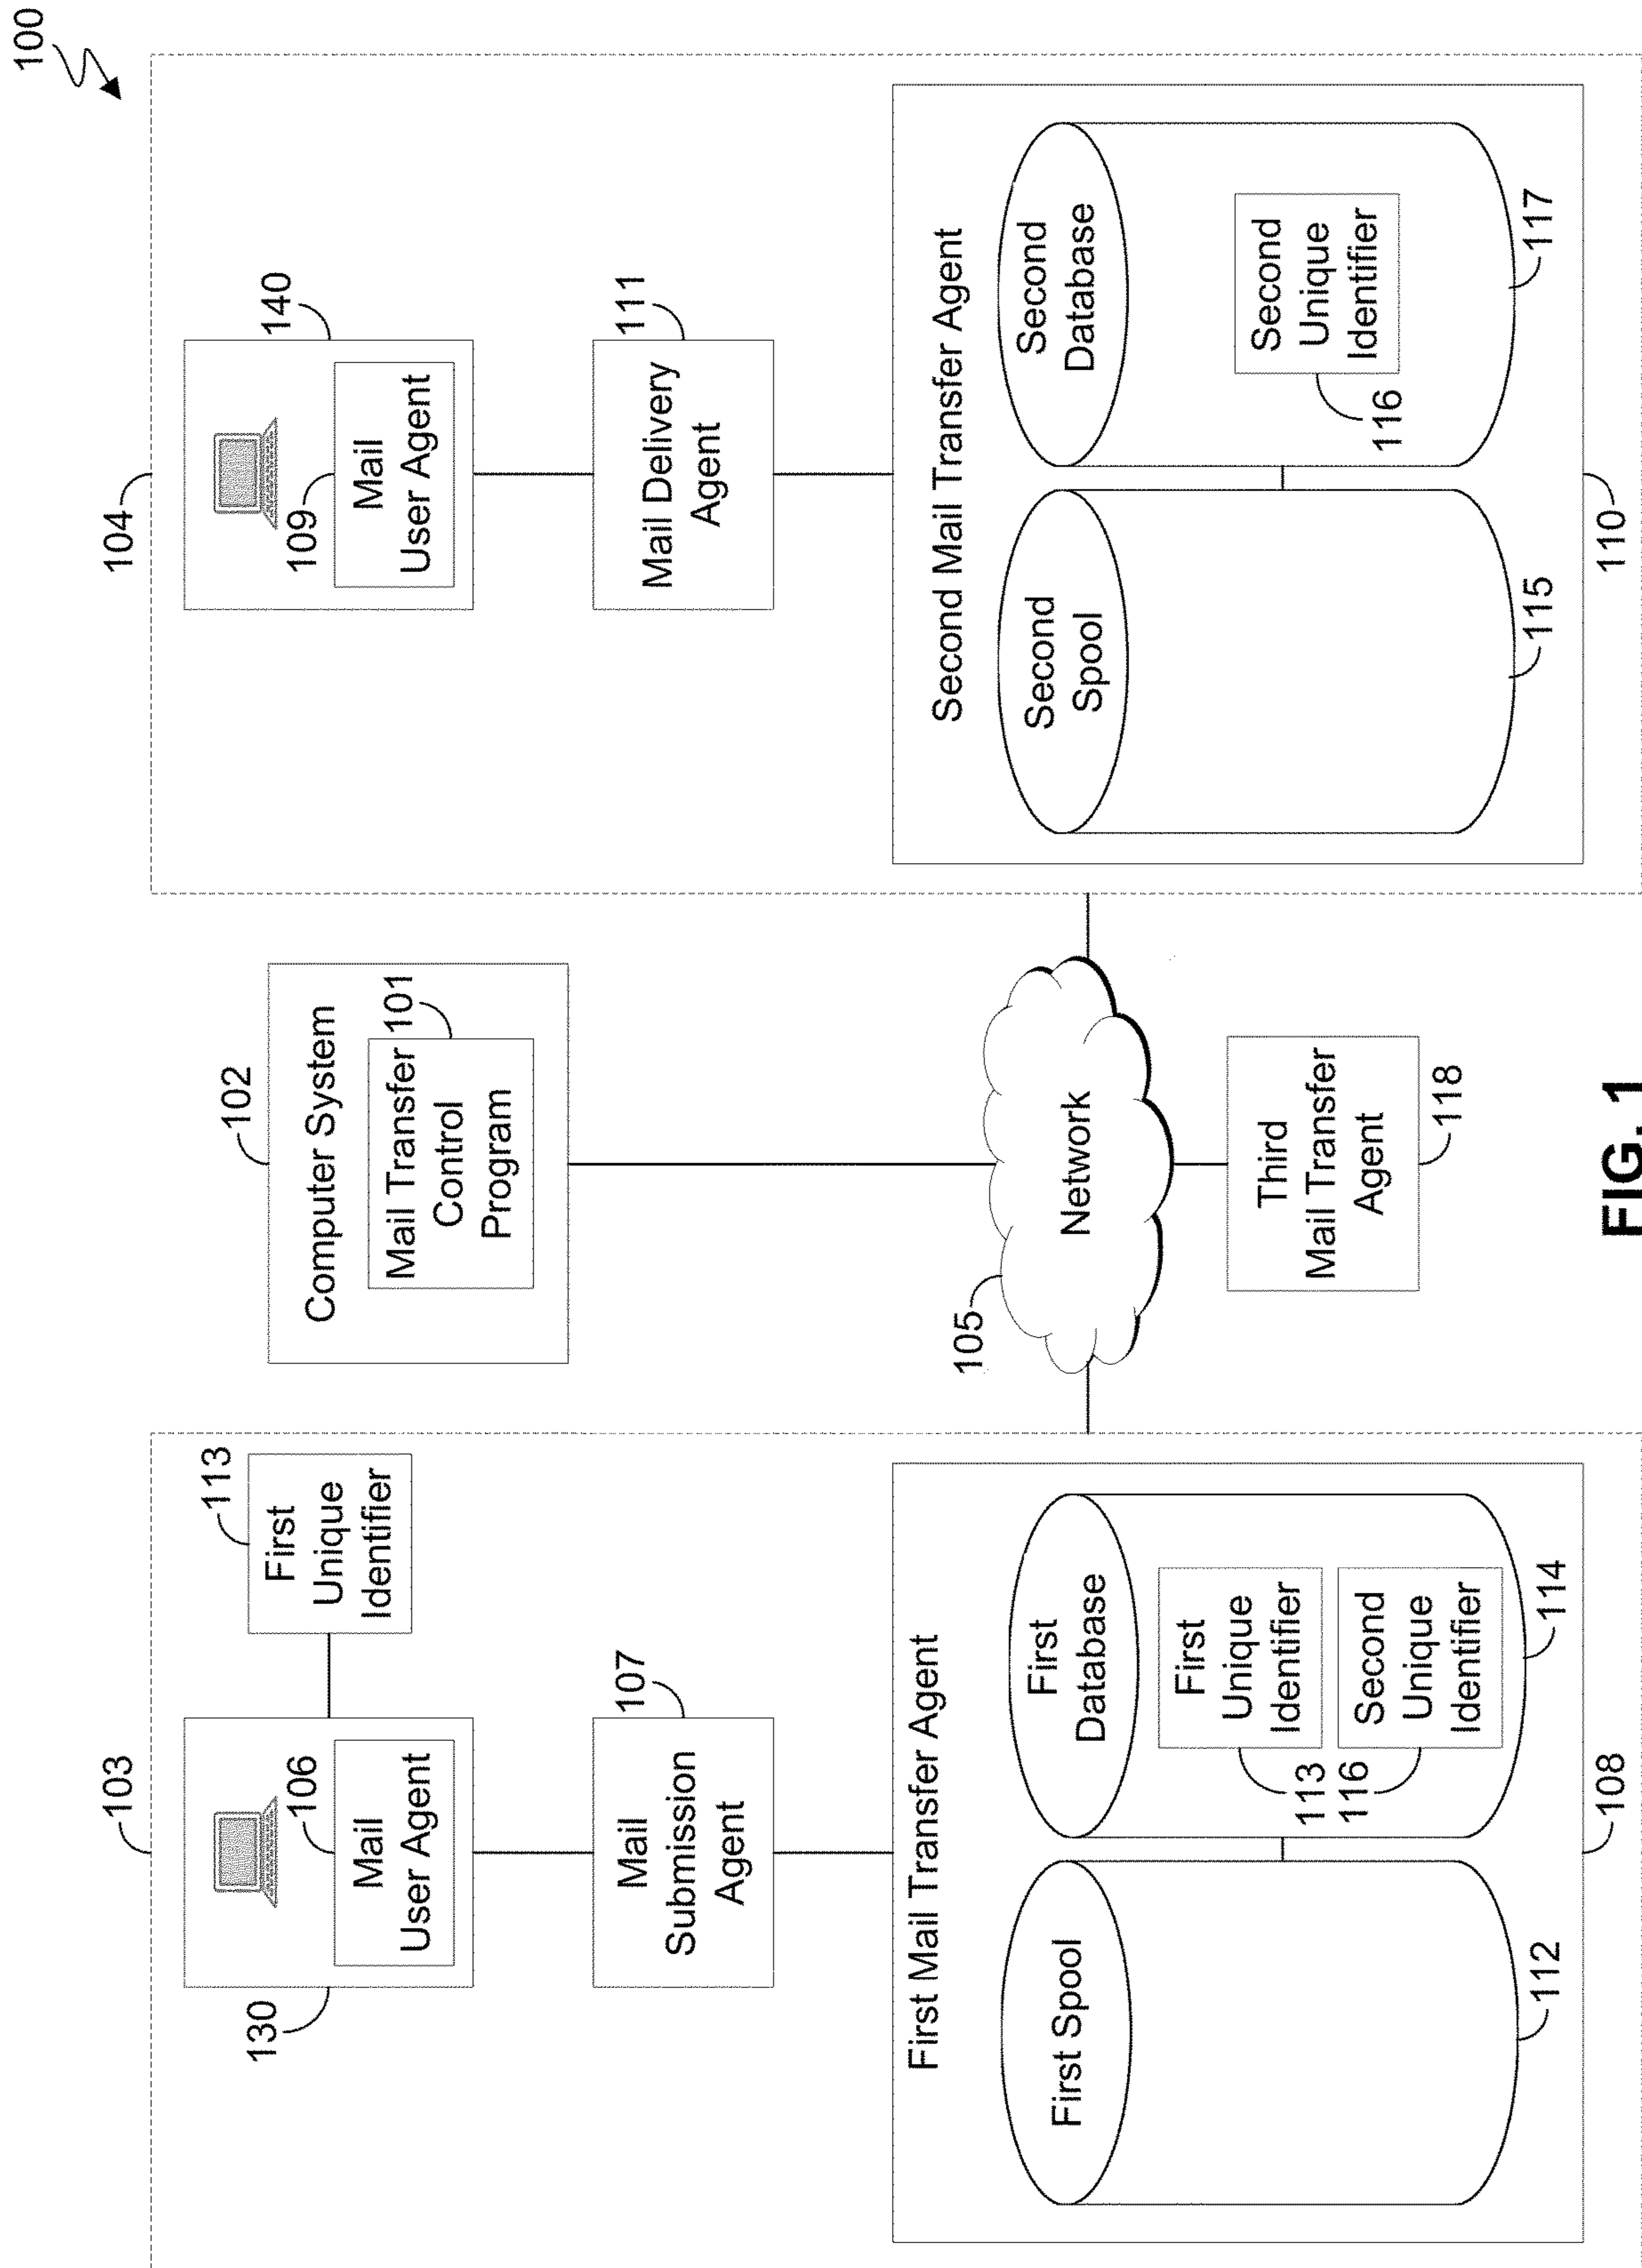 100
103
102
104
130
106
Mail
User Agent
113
First
Unique
Identifier
Computer System
101
Mail Transfer
Control
Program
140
109
Mail
User Agent
107
Mail
Submission
Agent
111
Mail Delivery
Agent
First Mail Transfer Agent
First Spool
112
First
Database
First
Unique
Identifier
113
Second
Unique
Identifier
116
114
108
105
Network
Third
Mail Transfer
Agent
118
Second Mail Transfer Agent
Second
Spool
115
Second
Database
Second
Unique
Identifier
116
117
110
FIG. 1